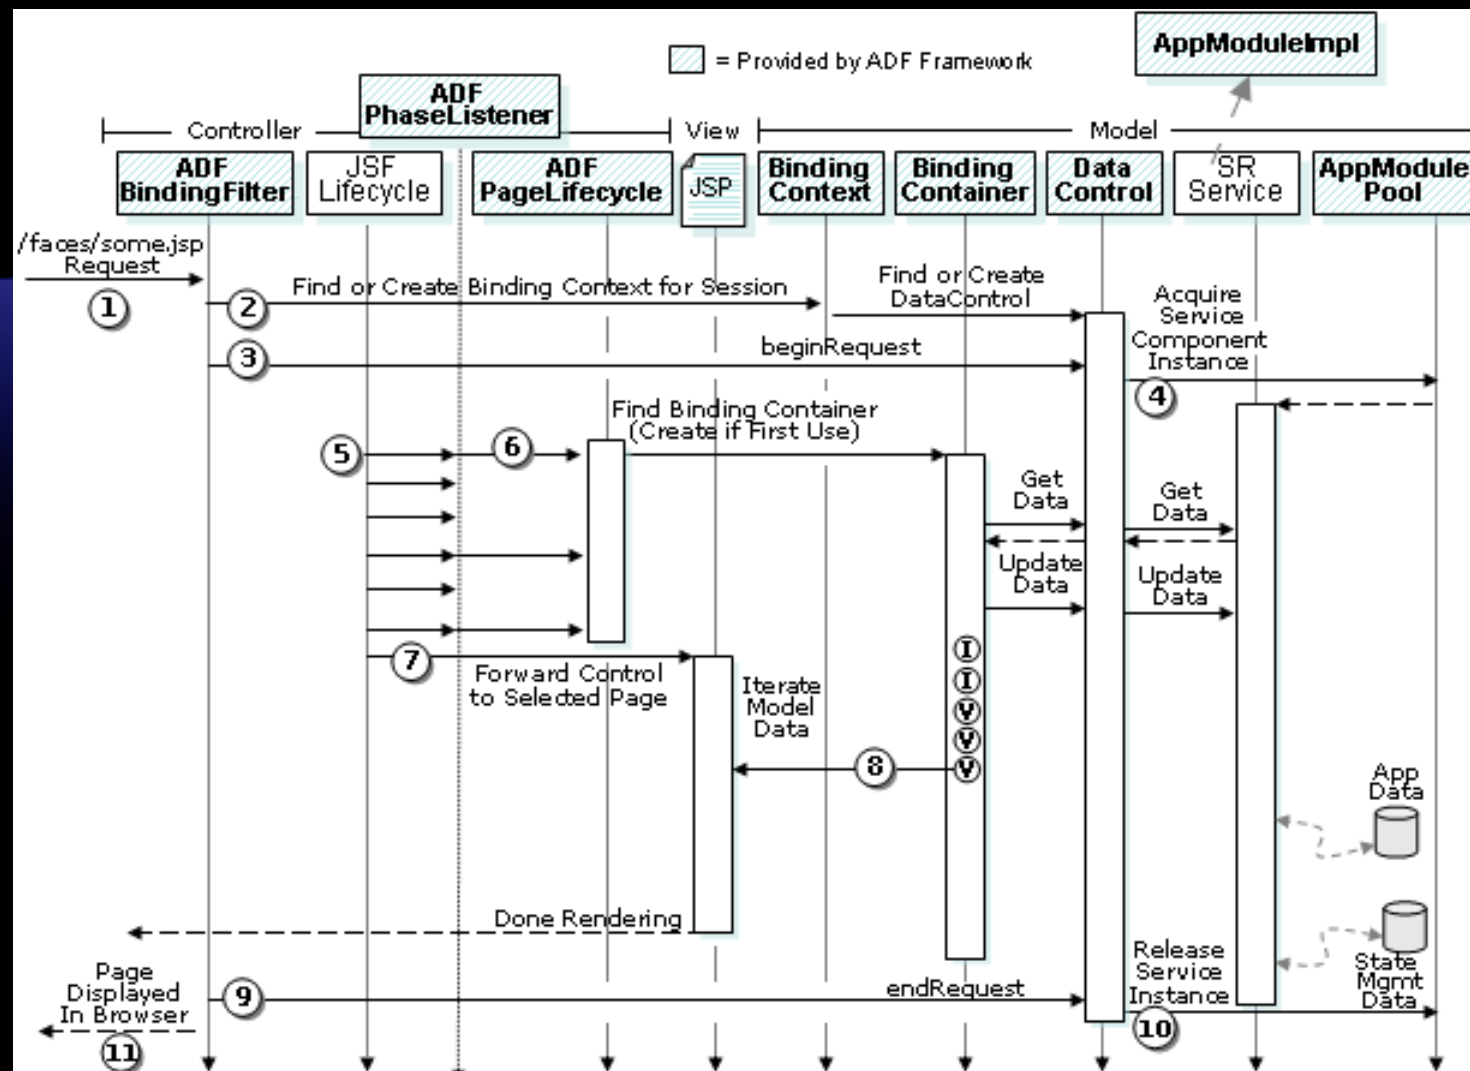 AppModuleImpl
= Provided by ADF Framework
ADF
PhaseListener
Controller
View
Model
ADF
BindingFilter
JSF
Lifecycle
ADF
PageLifecycle
JSP
Binding
Context
Binding
Container
Data
Control
SR
Service
AppModule
Pool
/faces/some.jsp
Request
1
2
Find or Create Binding Context for Session
Find or Create
DataControl
Acquire
Service
Component
Instance
3
beginRequest
4
Find Binding Container
(Create if First Use)
5
6
Get
Data
Get
Data
Update
Data
Update
Data
7
Forward Control
to Selected Page
Iterate
Model
Data
I
I
V
V
V
8
App
Data
Done Rendering
State
Mgmt
Data
Release
Service
Instance
Page
Displayed
In Browser
9
endRequest
10
11